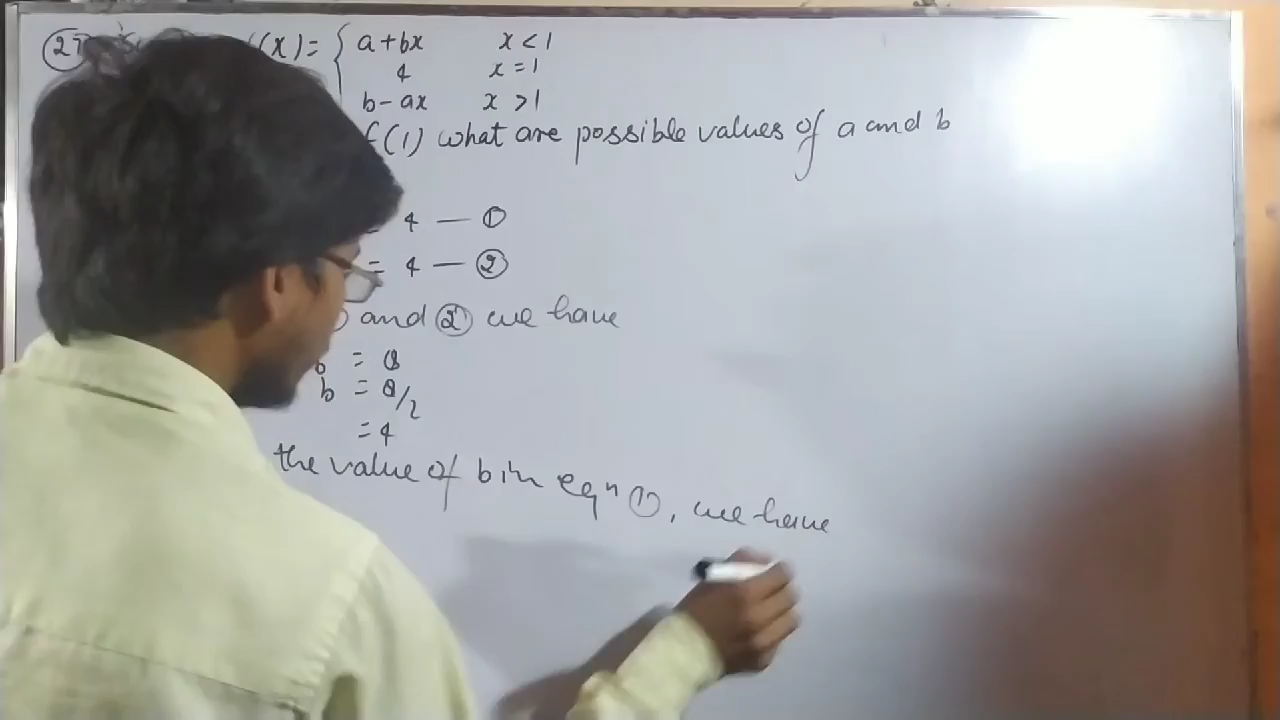 27 (x) = { a + bx x < 1
4 x = 1
b - ax x > 1
f(1) what are possible values of a and b
= 4 — ①
= 4 — ②
and ② we have
b = 8
b = 8/2
= 4
the value of b in eqn ①, we have